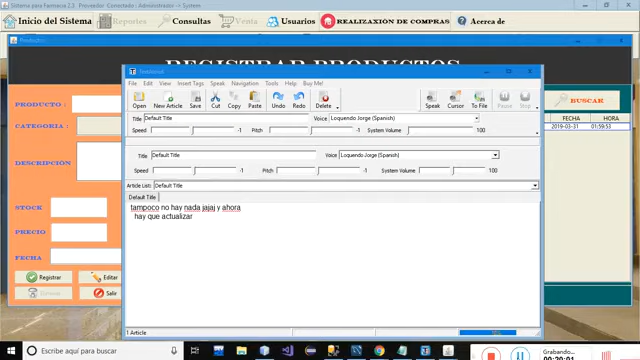 Sistema para Farmacia 2.3 Proveedor Conectado - Administrador -> System
Inicio del Sistema
Reportes
Consultas
Venta
Usuarios
REALIZAXIÓN DE COMPRAS
Acerca de
Productos
REGISTRAR PRODUCTOS
PRODUCTO :
CATEGORIA :
DESCRIPCIÓN
STOCK
PRECIO
FECHA
Registrar
Editar
Salir
BUSCAR
FECHA HORA
2019-03-31 01:59:53
File Edit View Insert Tags Speak Navigation Tools Help Buy Me!
Open New Article Save Cut Copy Paste Undo Redo Delete Speak Cursor To File Pause Stop
Title Default Title Voice Loquendo Jorge (Spanish)
Speed -1 Pitch -1 System Volume 100
Title Default Title Voice Loquendo Jorge (Spanish)
Speed -1 Pitch -1 System Volume 100
Article List: Default Title
Default Title
tampoco no hay nada jajaj y ahora
hay que actualizar
1 Article
Escribe aquí para buscar
Grabando...
00:20:01